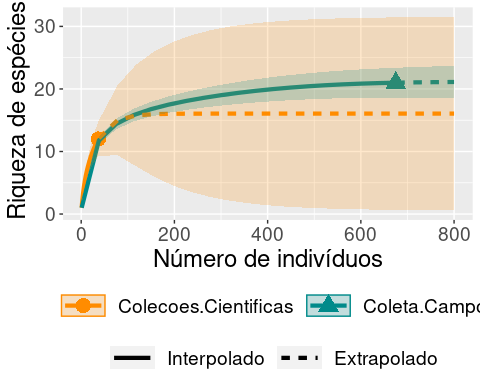 Riqueza de espécies
30
20
10
0
0 200 400 600 800
Número de indivíduos
Colecoes.Cientificas Coleta.Campo
Interpolado Extrapolado